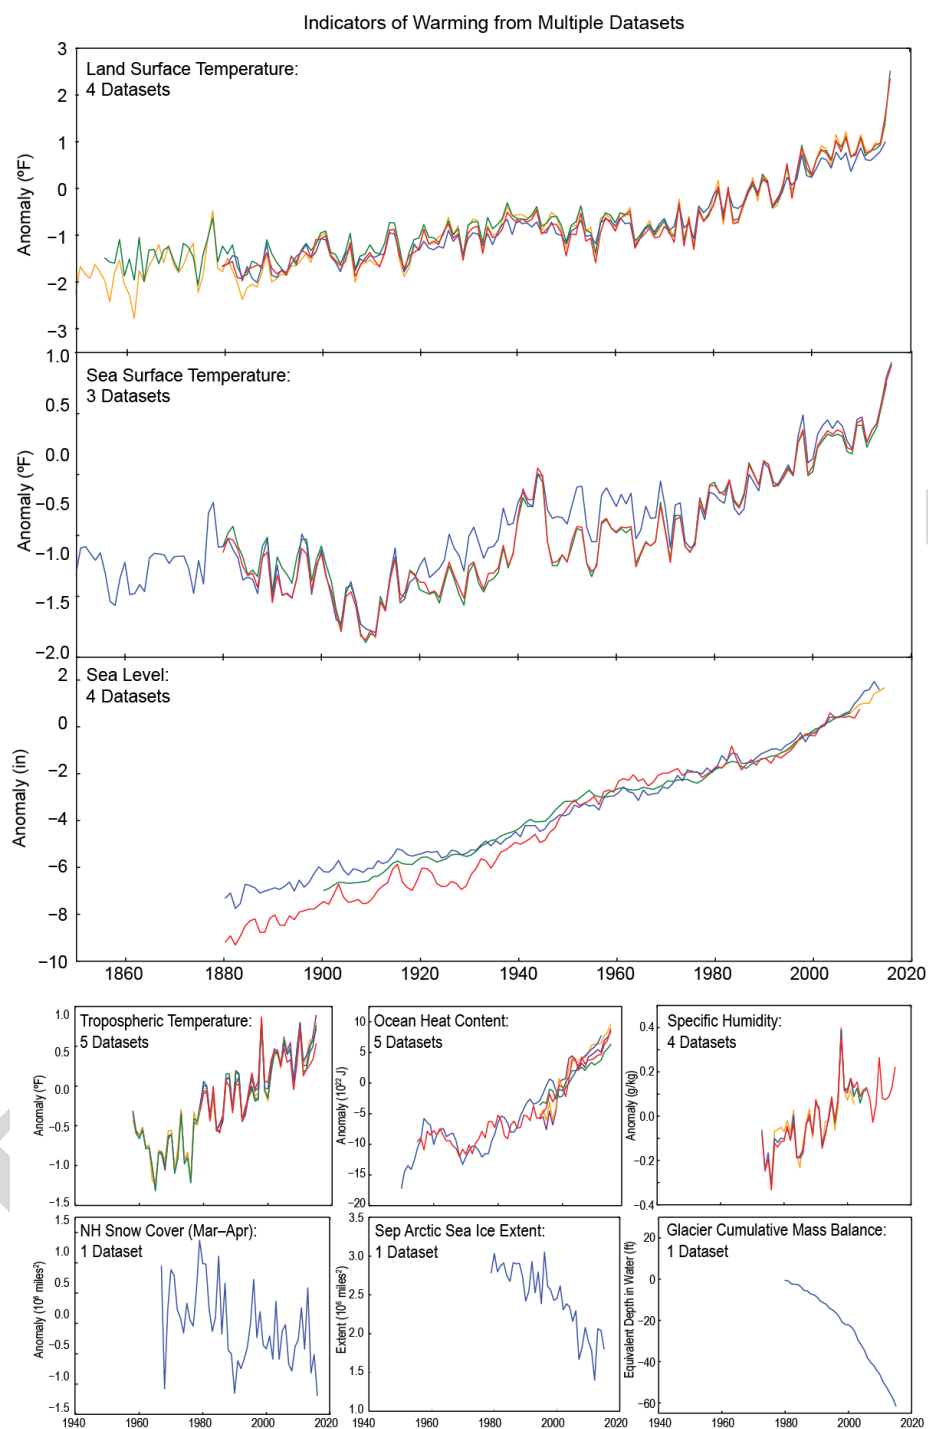 Indicators of Warming from Multiple Datasets
3
Land Surface Temperature:
4 Datasets
2
1
0
−1
−2
−3
Anomaly (ºF)
1.0
Sea Surface Temperature:
3 Datasets
0.5
0.0
−0.5
−1.0
−1.5
−2.0
Anomaly (ºF)
Sea Level:
4 Datasets
2
0
−2
−4
−6
−8
−10
Anomaly (in)
1860 1880 1900 1920 1940 1960 1980 2000 2020
Tropospheric Temperature:
5 Datasets
1.0
0.5
0.0
−0.5
−1.0
−1.5
Anomaly (ºF)
Ocean Heat Content:
5 Datasets
10
5
0
−5
−10
−15
−20
Anomaly (10²² J)
Specific Humidity:
4 Datasets
0.4
0.2
0.0
−0.2
−0.4
Anomaly (g/kg)
NH Snow Cover (Mar–Apr):
1 Dataset
1.5
1.0
0.5
0.0
−0.5
−1.0
−1.5
Anomaly (10⁶ miles²)
1940 1960 1980 2000 2020
Sep Arctic Sea Ice Extent:
1 Dataset
3.5
3.0
2.5
2.0
1.5
1.0
Extent (10⁶ miles²)
1940 1960 1980 2000 2020
Glacier Cumulative Mass Balance:
1 Dataset
20
0
−20
−40
−60
Equivalent Depth in Water (ft)
1940 1960 1980 2000 2020